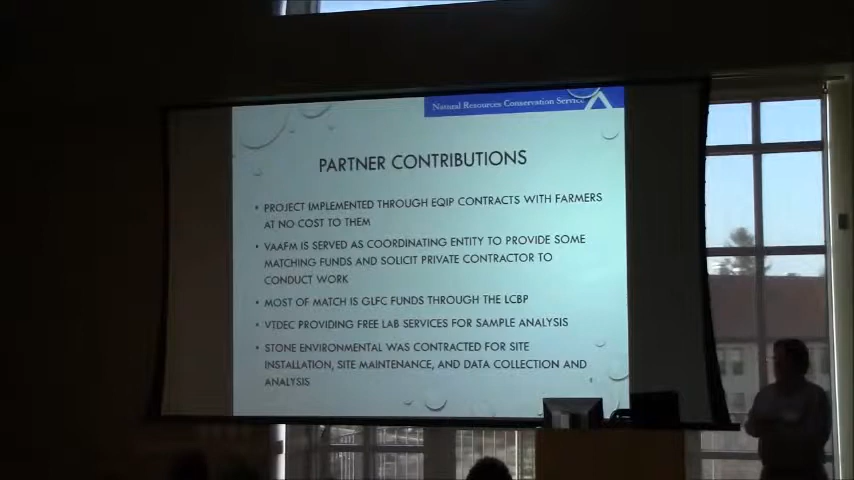 Natural Resources Conservation Service
PARTNER CONTRIBUTIONS
• PROJECT IMPLEMENTED THROUGH EQIP CONTRACTS WITH FARMERS
AT NO COST TO THEM
• VAAFM IS SERVED AS COORDINATING ENTITY TO PROVIDE SOME
MATCHING FUNDS AND SOLICIT PRIVATE CONTRACTOR TO
CONDUCT WORK
• MOST OF MATCH IS GLFC FUNDS THROUGH THE LCBP
• VTDEC PROVIDING FREE LAB SERVICES FOR SAMPLE ANALYSIS
• STONE ENVIRONMENTAL WAS CONTRACTED FOR SITE
INSTALLATION, SITE MAINTENANCE, AND DATA COLLECTION AND
ANALYSIS